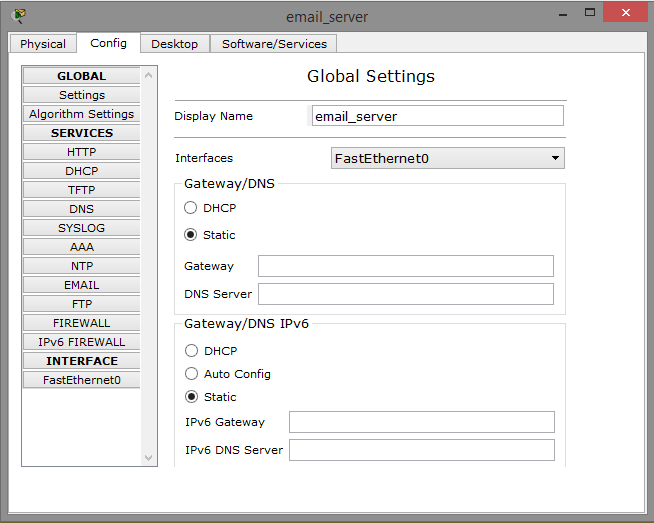 email_server
Physical Config Desktop Software/Services
GLOBAL
Settings
Algorithm Settings
SERVICES
HTTP
DHCP
TFTP
DNS
SYSLOG
AAA
NTP
EMAIL
FTP
FIREWALL
IPv6 FIREWALL
INTERFACE
FastEthernet0
Global Settings
Display Name email_server
Interfaces FastEthernet0
Gateway/DNS
DHCP
Static
Gateway
DNS Server
Gateway/DNS IPv6
DHCP
Auto Config
Static
IPv6 Gateway
IPv6 DNS Server